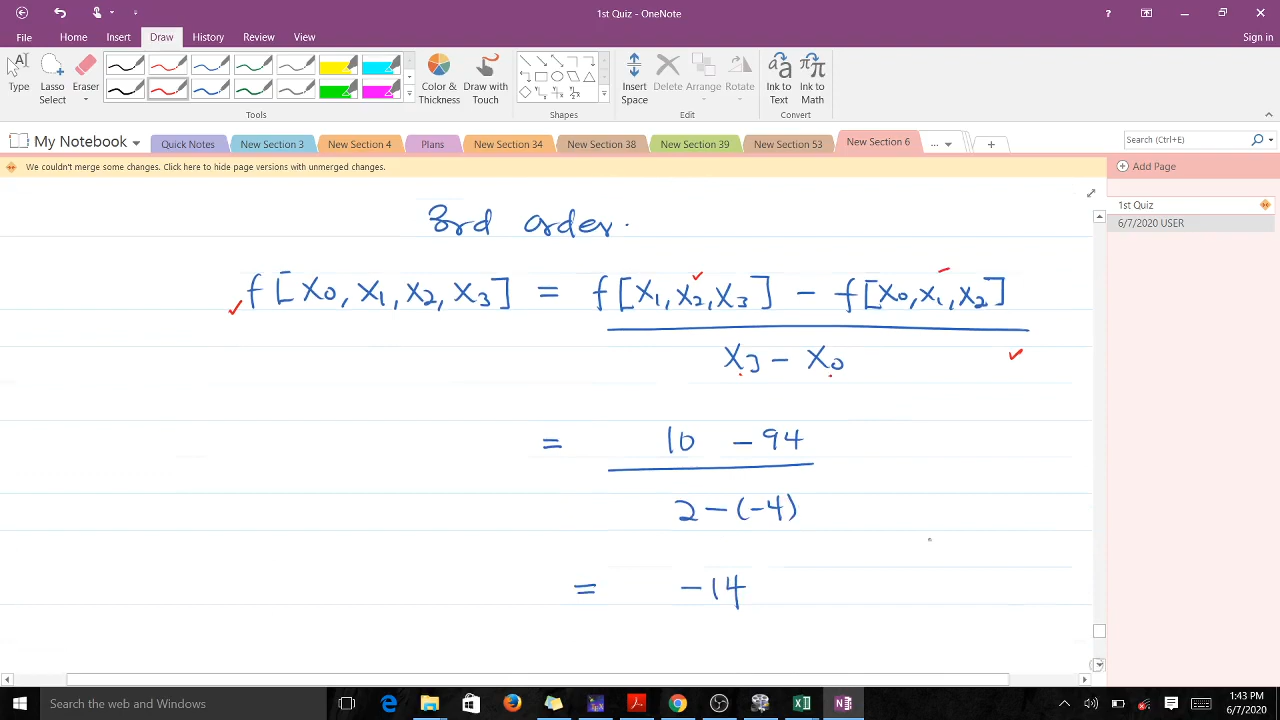 1st Quiz - OneNote
File Home Insert Draw History Review View
Sign in
Type
Lasso Select
Eraser
Color & Thickness
Draw with Touch
Insert Space
Delete
Arrange
Rotate
Ink to Text
Ink to Math
Tools
Shapes
Edit
Convert
My Notebook
Quick Notes
New Section 3
New Section 4
Plans
New Section 34
New Section 38
New Section 39
New Section 53
New Section 6
...
Search (Ctrl+E)
We couldn't merge some changes. Click here to hide page versions with unmerged changes.
Add Page
1st Quiz
6/7/2020 USER
3rd order.
f[x0, x1, x2, x3] = f[x1, x2, x3] - f[x0, x1, x2]
x3 - x0
= 10 - 94
2 - (-4)
= -14
Search the web and Windows
1:43 PM
6/7/2020